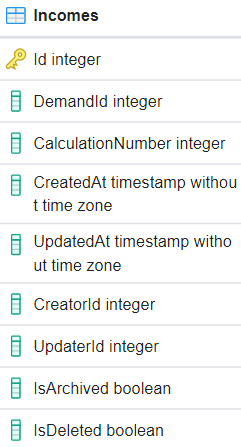 Incomes
Id integer
DemandId integer
CalculationNumber integer
CreatedAt timestamp withou
t time zone
UpdatedAt timestamp witho
ut time zone
CreatorId integer
UpdaterId integer
IsArchived boolean
IsDeleted boolean